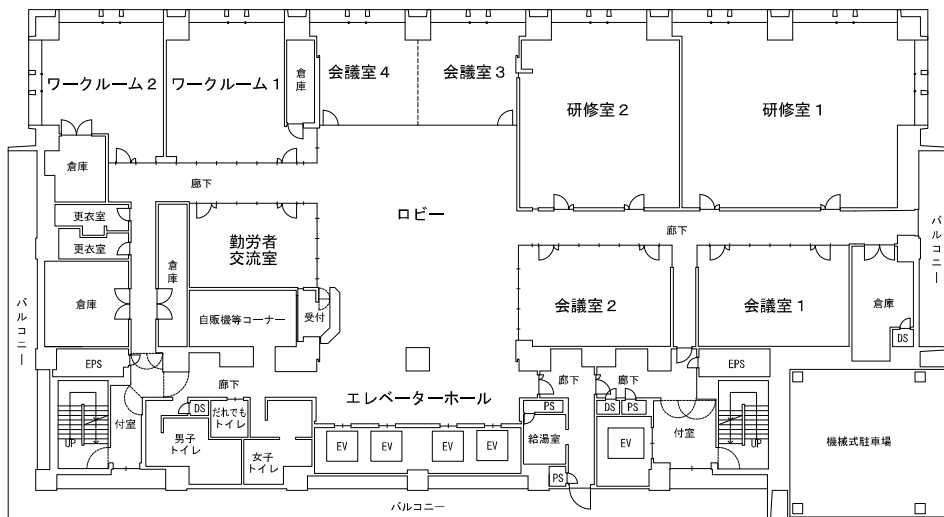 ワークルーム２
ワークルーム１
倉庫
会議室４
会議室３
研修室２
研修室１
倉庫
廊下
ロビー
更衣室
更衣室
倉庫
勤労者
交流室
廊下
バルコニー
倉庫
会議室２
会議室１
倉庫
DS
自販機等コーナー
受付
バルコニー
EPS
廊下
エレベーターホール
廊下
廊下
EPS
UP
付室
DS
だれでも
トイレ
男子
トイレ
女子
トイレ
EV
EV
EV
EV
PS
給湯室
PS
DS
PS
EV
付室
UP
機械式駐車場
バルコニー